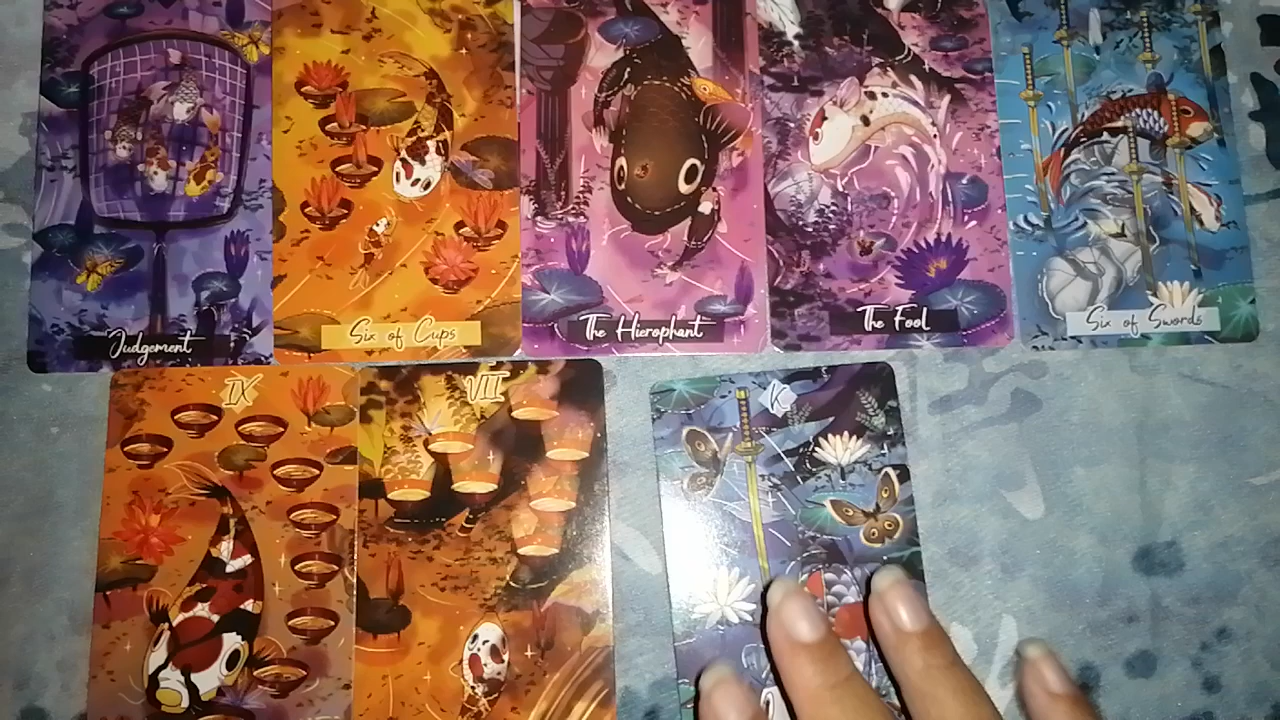 Judgement
Six of Cups
The Hierophant
The Fool
Six of Swords
IX
VII
K